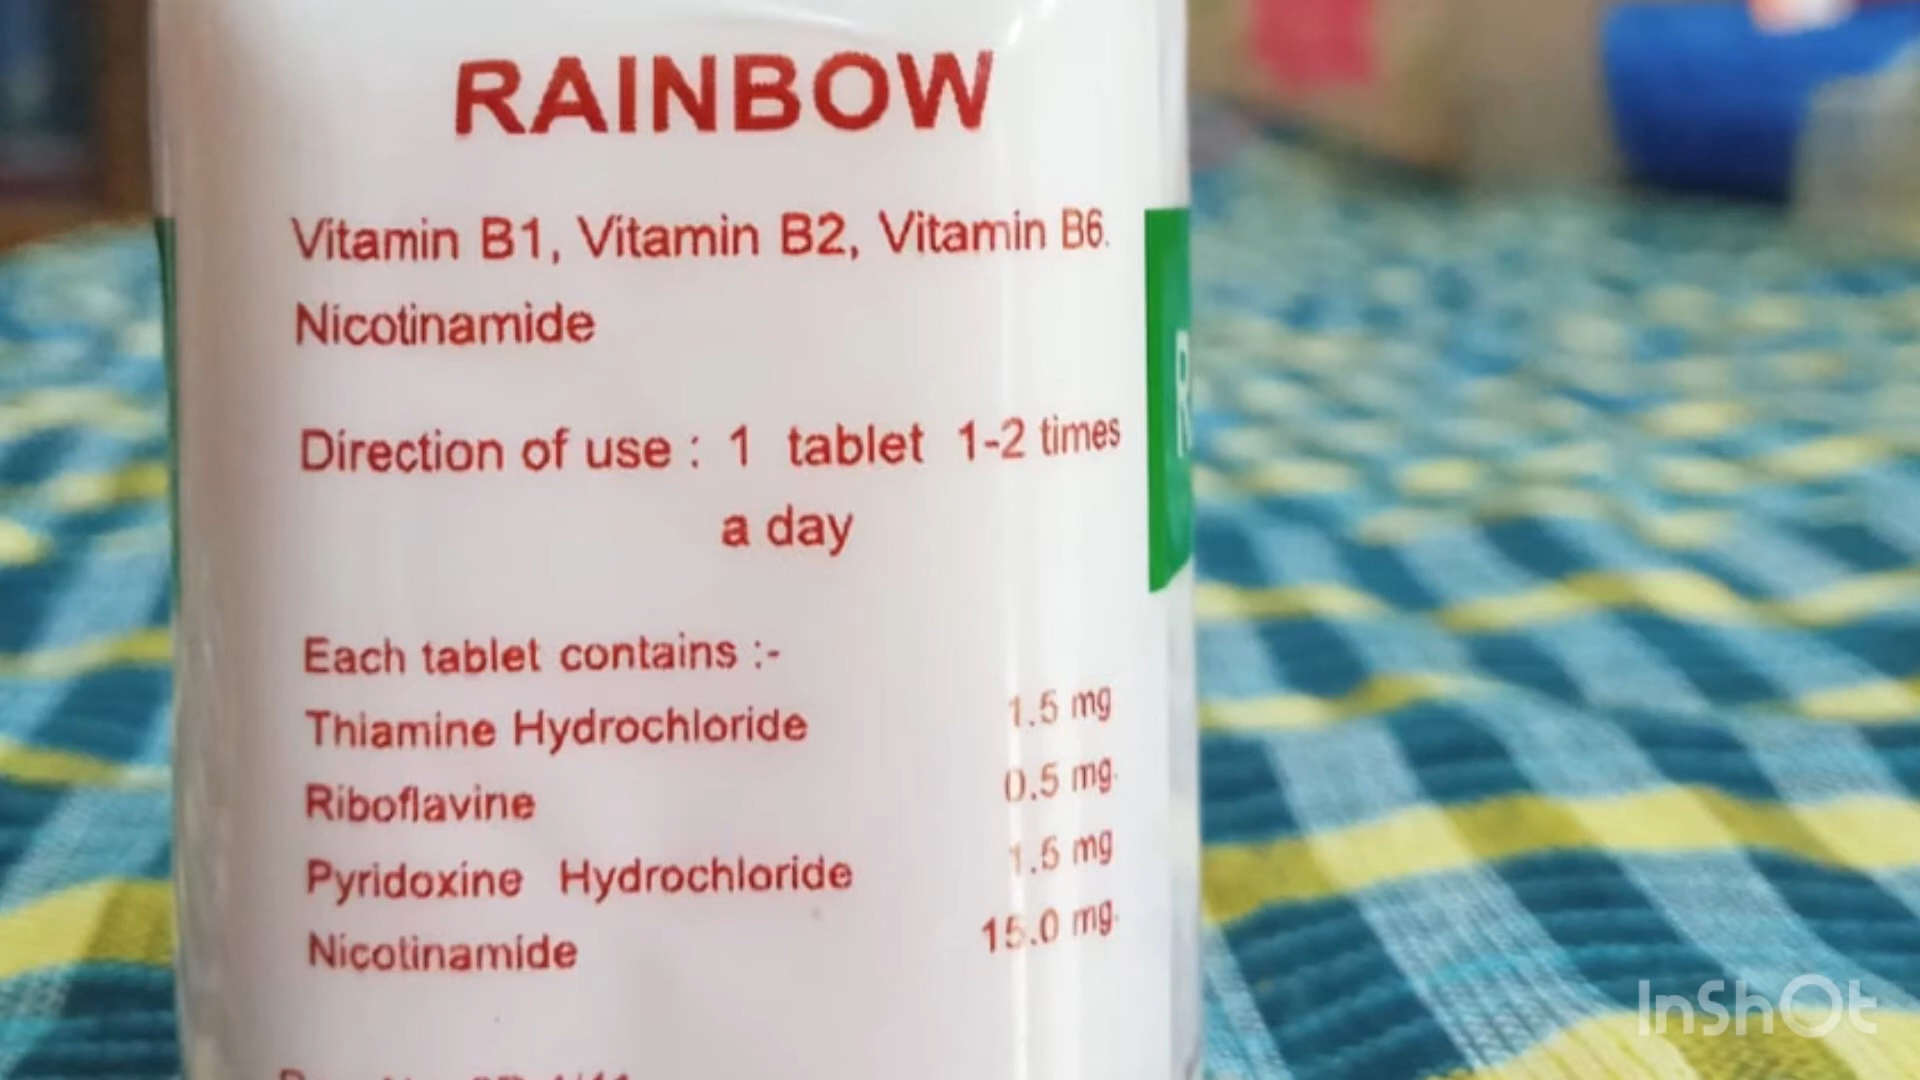 RAINBOW
Vitamin B1, Vitamin B2, Vitamin B6.
Nicotinamide
Direction of use : 1 tablet 1-2 times
a day
Each tablet contains :-
Thiamine Hydrochloride 1.5 mg
Riboflavine 0.5 mg.
Pyridoxine Hydrochloride 1.5 mg
Nicotinamide 15.0 mg.
InShOt